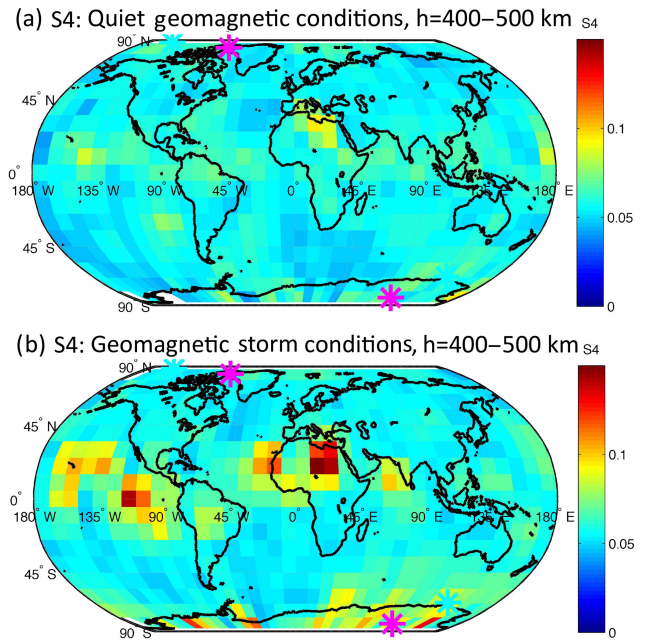 (a) S4: Quiet geomagnetic conditions, h=400–500 km S4
90° N
45° N
0°
180° W 135° W 90° W 45° W 0° 45° E 90° E 135° E 180° E
45° S
90° S
0.1
0.05
0
(b) S4: Geomagnetic storm conditions, h=400–500 km S4
90° N
45° N
0°
180° W 135° W 90° W 45° W 0° 45° E 90° E 135° E 180° E
45° S
90° S
0.1
0.05
0